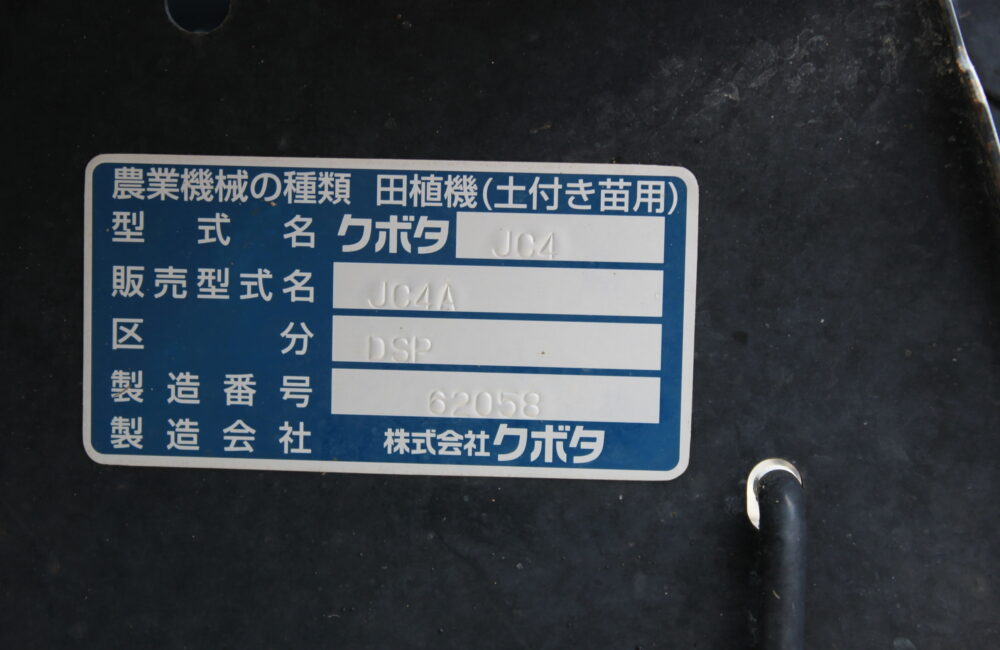 農業機械の種類 田植機(土付き苗用)
型式名 クボタ JC4
販売型式名 JC4A
区分 DSP
製造番号 62058
製造会社 株式会社クボタ